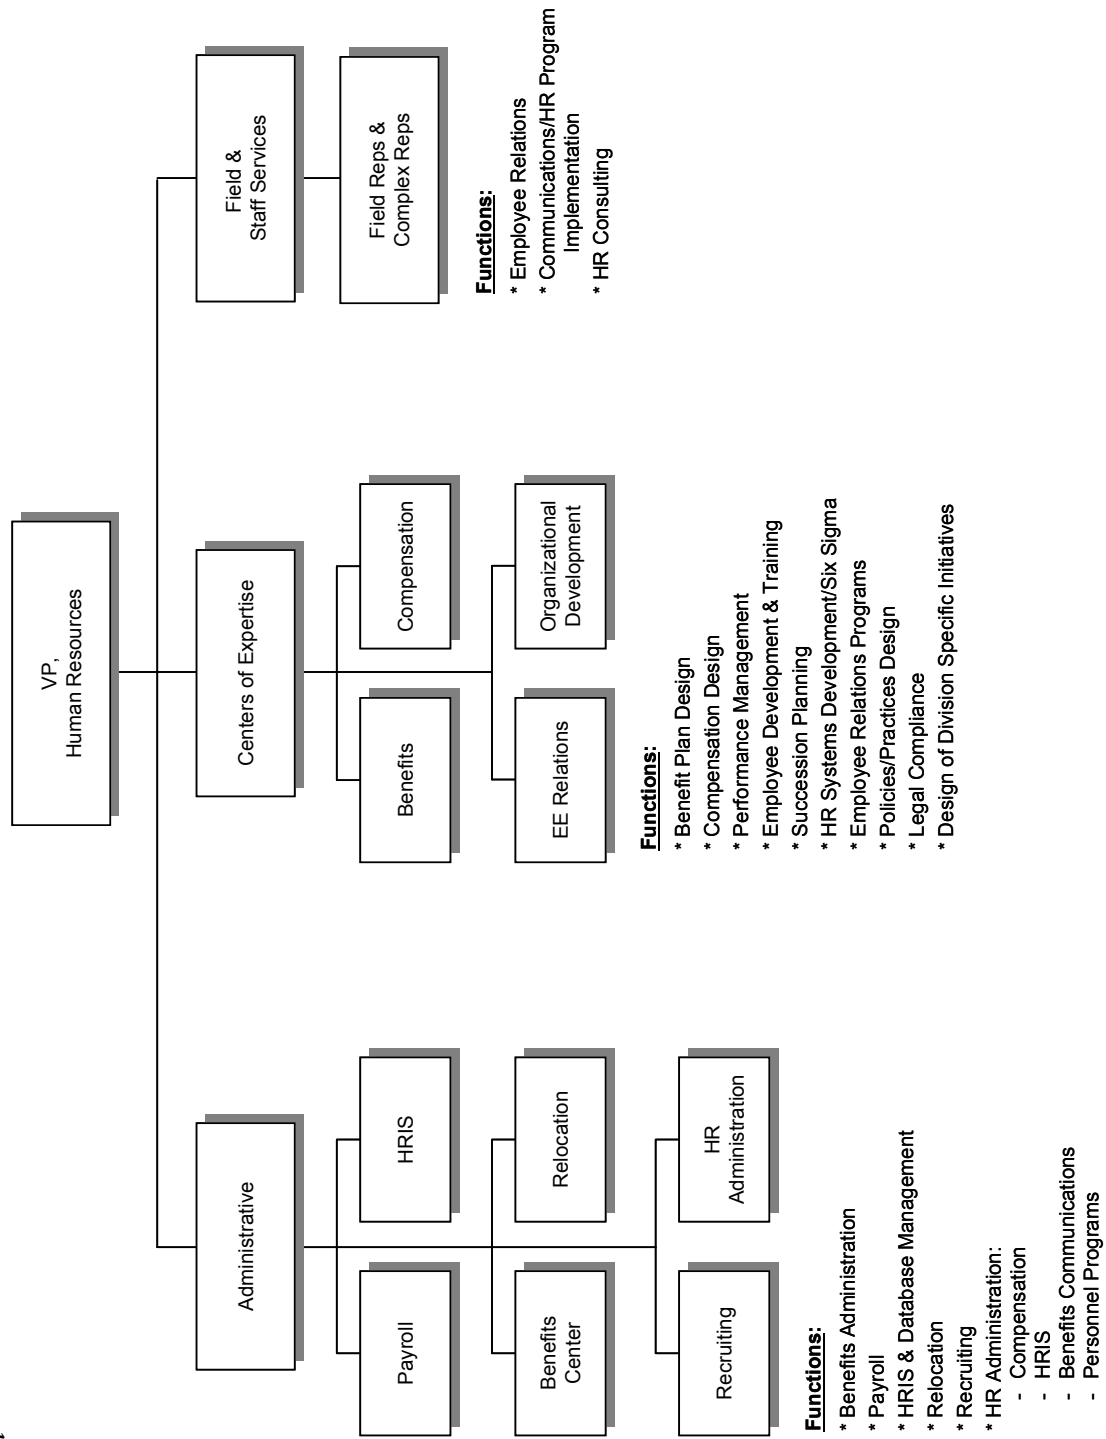 VP,
Human Resources
Administrative
Centers of Expertise
Field &
Staff Services
Payroll
HRIS
Benefits
Center
Relocation
Recruiting
HR
Administration
Functions:
* Benefits Administration
* Payroll
* HRIS & Database Management
* Relocation
* Recruiting
* HR Administration:
- Compensation
- HRIS
- Benefits Communications
- Personnel Programs
Benefits
Compensation
EE Relations
Organizational
Development
Functions:
* Benefit Plan Design
* Compensation Design
* Performance Management
* Employee Development & Training
* Succession Planning
* HR Systems Development/Six Sigma
* Employee Relations Programs
* Policies/Practices Design
* Legal Compliance
* Design of Division Specific Initiatives
Field Reps &
Complex Reps
Functions:
* Employee Relations
* Communications/HR Program
Implementation
* HR Consulting